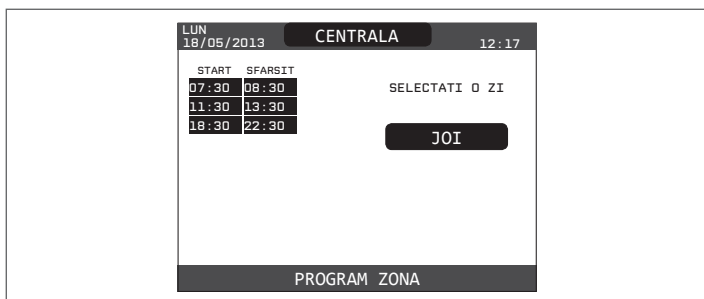 LUN
18/05/2013 CENTRALA 12:17
START SFARSIT
07:30 08:30
SELECTATI O ZI
11:30 13:30
18:30 22:30
JOI
PROGRAM ZONA